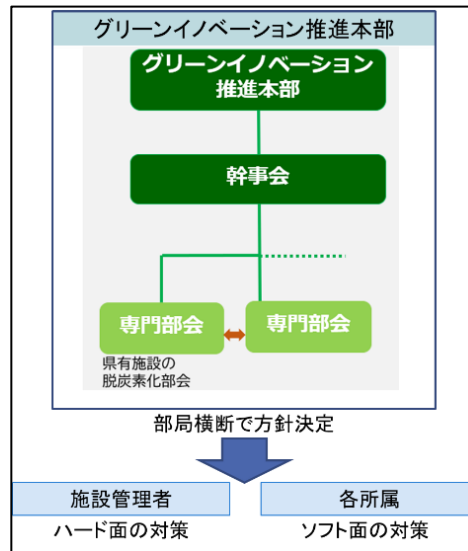 グリーンイノベーション推進本部
グリーンイノベーション
推進本部
幹事会
専門部会
専門部会
県有施設の
脱炭素化部会
部局横断で方針決定
施設管理者
各所属
ハード面の対策
ソフト面の対策